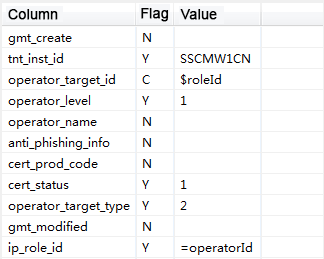 Column Flag Value
gmt_create N
tnt_inst_id Y SSCMW1CN
operator_target_id C $roleId
operator_level Y 1
operator_name N
anti_phishing_info N
cert_prod_code N
cert_status Y 1
operator_target_type Y 2
gmt_modified N
ip_role_id Y =operatorId